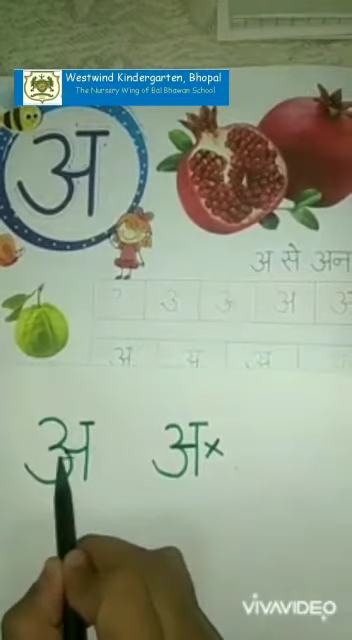 Westwind Kindergarten, Bhopal
The Nursery Wing of Bal Bhawan School
अ
अ से अन
अ
अ अ×
VIVAVIDEO